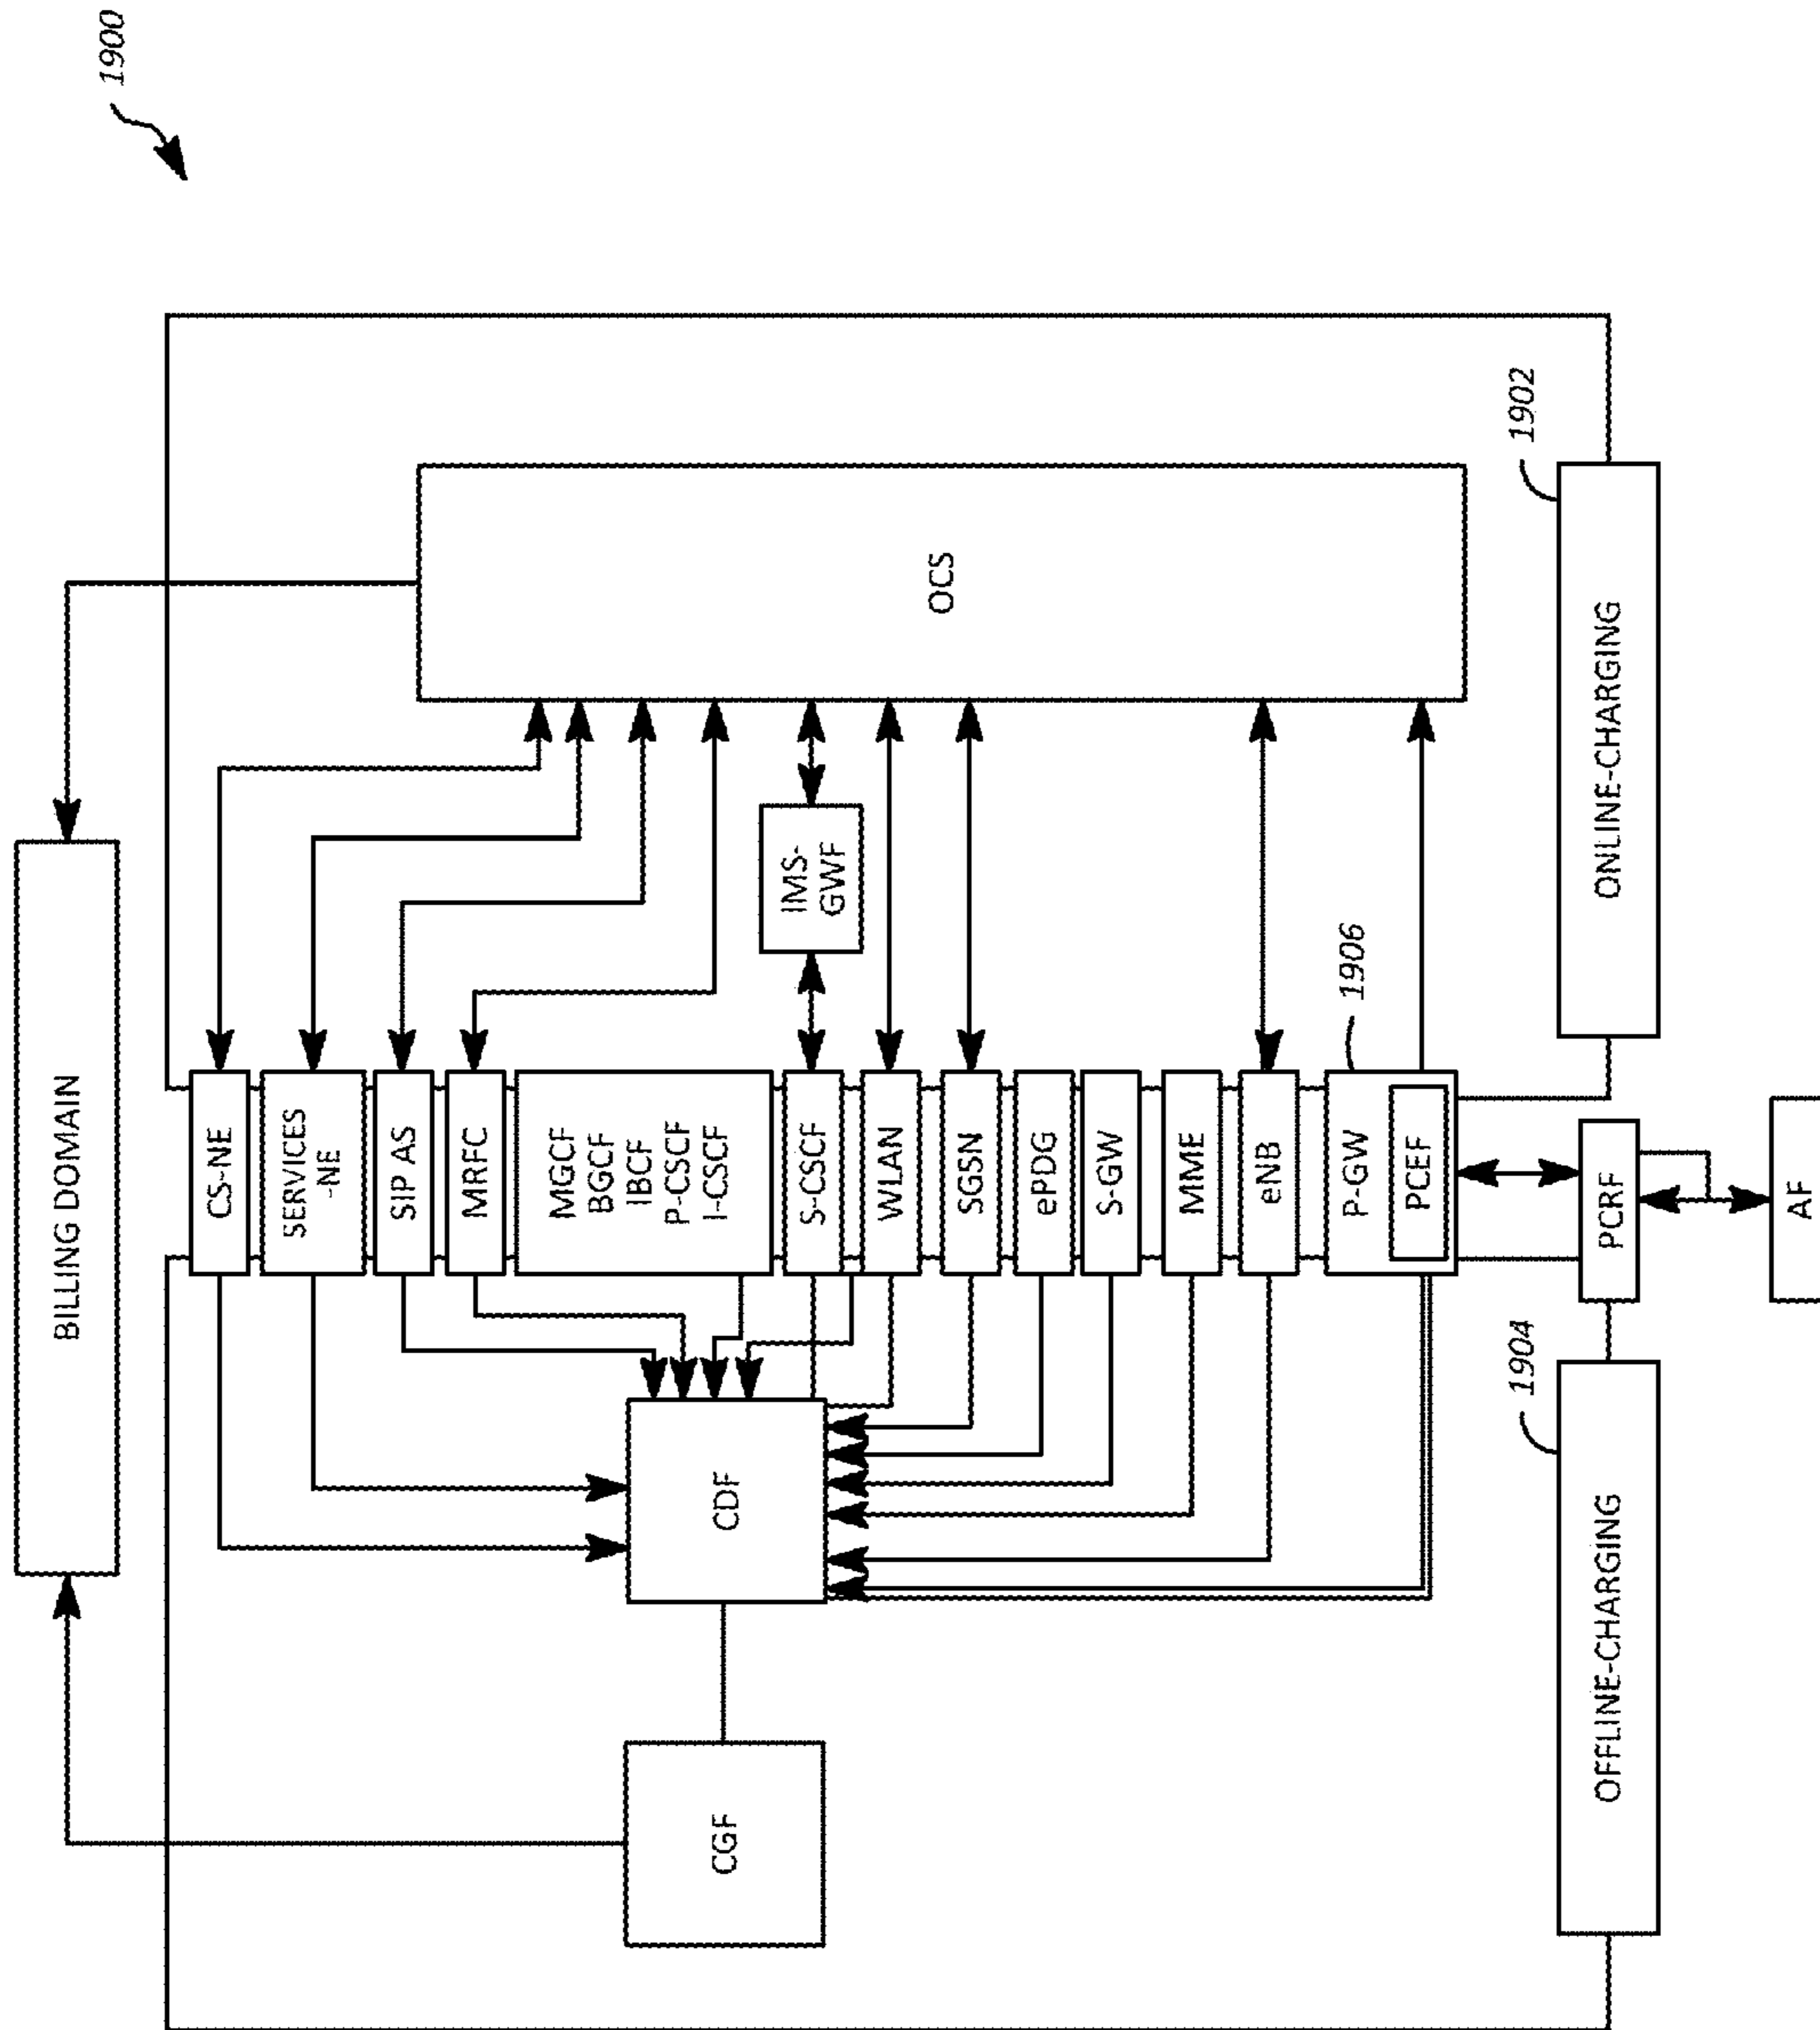 1900
BILLING DOMAIN
CS-NE
SERVICES
-NE
SIP AS
MRFC
MGCF
BGCF
IBCF
P-CSCF
I-CSCF
S-CSCF
WLAN
SGSN
ePDG
S-GW
MME
eNB
P-GW
PCEF
1906
CGF
CDF
IMS-
GWF
OCS
OFFLINE-CHARGING
1904
PCRF
ONLINE-CHARGING
1902
AF